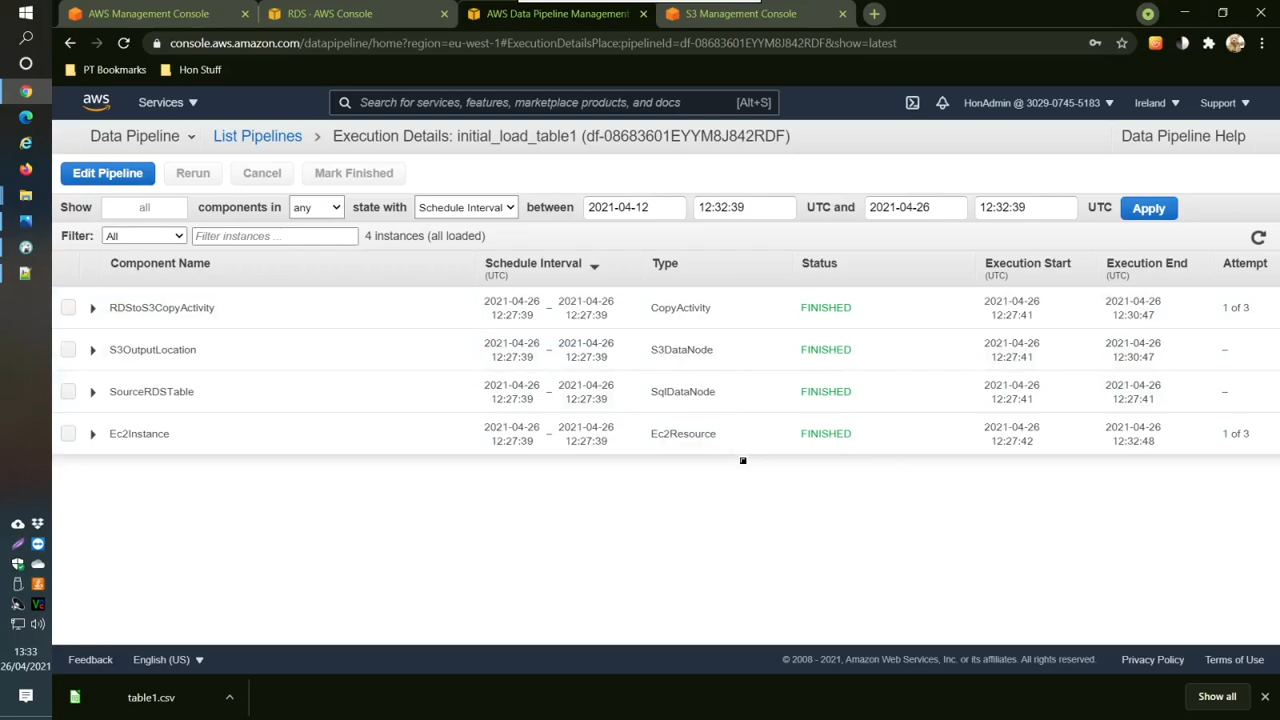 AWS Management Console
RDS - AWS Console
AWS Data Pipeline Management
S3 Management Console
console.aws.amazon.com/datapipeline/home?region=eu-west-1#ExecutionDetailsPlace:pipelineId=df-08683601EYYM8J842RDF&show=latest
PT Bookmarks
Hon Stuff
aws
Services
Search for services, features, marketplace products, and docs
[Alt+S]
HonAdmin @ 3029-0745-5183
Ireland
Support
Data Pipeline
List Pipelines
Execution Details: initial_load_table1 (df-08683601EYYM8J842RDF)
Data Pipeline Help
Edit Pipeline
Rerun
Cancel
Mark Finished
Show
all
components in
any
state with
Schedule Interval
between
2021-04-12
12:32:39
UTC and
2021-04-26
12:32:39
UTC
Apply
Filter:
All
Filter instances ...
4 instances (all loaded)
Component Name
Schedule Interval
(UTC)
Type
Status
Execution Start
(UTC)
Execution End
(UTC)
Attempt
RDStoS3CopyActivity
2021-04-26
12:27:39
–
2021-04-26
12:27:39
CopyActivity
FINISHED
2021-04-26
12:27:41
2021-04-26
12:30:47
1 of 3
S3OutputLocation
2021-04-26
12:27:39
–
2021-04-26
12:27:39
S3DataNode
FINISHED
2021-04-26
12:27:41
2021-04-26
12:30:47
–
SourceRDSTable
2021-04-26
12:27:39
–
2021-04-26
12:27:39
SqlDataNode
FINISHED
2021-04-26
12:27:41
2021-04-26
12:27:41
–
Ec2Instance
2021-04-26
12:27:39
–
2021-04-26
12:27:39
Ec2Resource
FINISHED
2021-04-26
12:27:42
2021-04-26
12:32:48
1 of 3
13:33
26/04/2021
Feedback
English (US)
© 2008 - 2021, Amazon Web Services, Inc. or its affiliates. All rights reserved.
Privacy Policy
Terms of Use
table1.csv
Show all